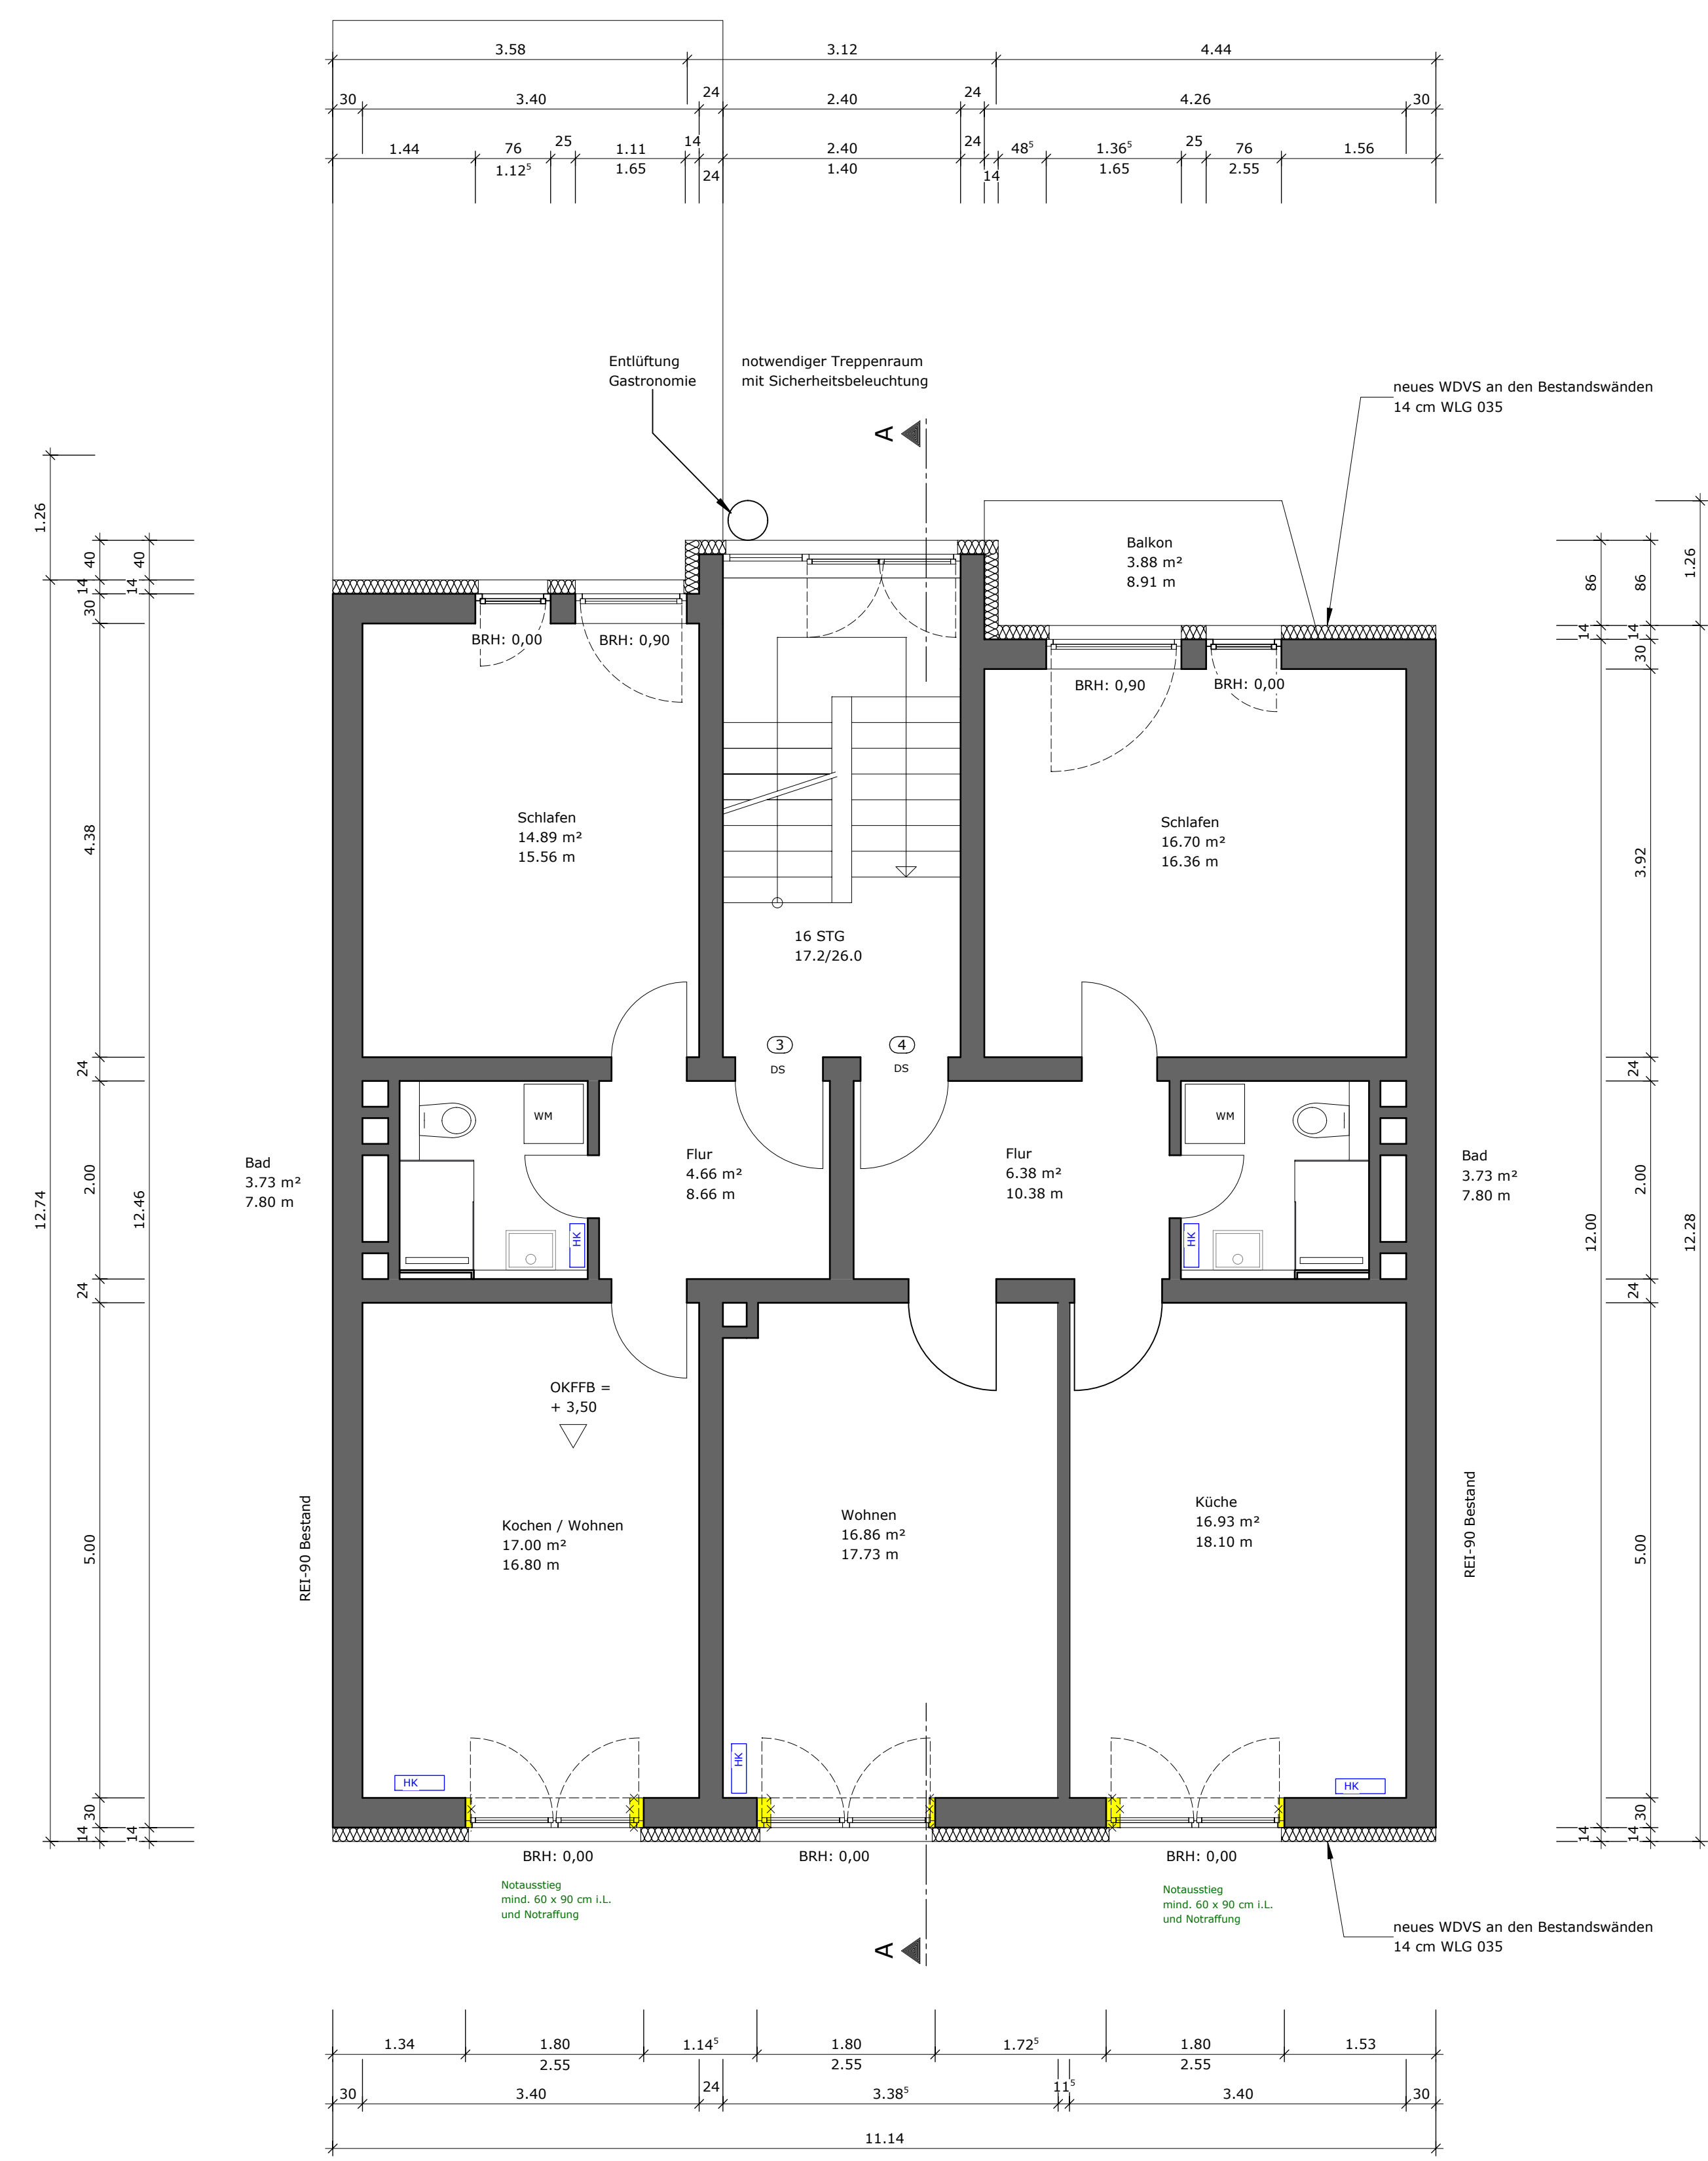 3.58 3.12 4.44
30 3.40 24 2.40 24 4.26 30
1.44 76 25 1.11 14 2.40 24 48⁵ 1.36⁵ 25 76 1.56
1.12⁵ 1.65 24 1.40 14 1.65 2.55
Entlüftung
Gastronomie
notwendiger Treppenraum
mit Sicherheitsbeleuchtung
neues WDVS an den Bestandswänden
14 cm WLG 035
A
1.26
12.74
40
14
30
4.38
24
2.00
24
5.00
30
14
40
14
12.46
14
Balkon
3.88 m²
8.91 m
BRH: 0,00
BRH: 0,90
BRH: 0,90
BRH: 0,00
86
14
12.00
14
86
14
30
3.92
24
2.00
24
5.00
30
14
1.26
12.28
Schlafen
14.89 m²
15.56 m
Schlafen
16.70 m²
16.36 m
16 STG
17.2/26.0
3
DS
4
DS
WM
WM
Bad
3.73 m²
7.80 m
Flur
4.66 m²
8.66 m
Flur
6.38 m²
10.38 m
Bad
3.73 m²
7.80 m
HK
HK
OKFFB =
+ 3,50
REI-90 Bestand
Kochen / Wohnen
17.00 m²
16.80 m
Wohnen
16.86 m²
17.73 m
Küche
16.93 m²
18.10 m
REI-90 Bestand
HK
HK
HK
BRH: 0,00
BRH: 0,00
BRH: 0,00
Notausstieg
mind. 60 x 90 cm i.L.
und Notraffung
Notausstieg
mind. 60 x 90 cm i.L.
und Notraffung
A
neues WDVS an den Bestandswänden
14 cm WLG 035
1.34 1.80 1.14⁵ 1.80 1.72⁵ 1.80 1.53
2.55 2.55 2.55
30 3.40 24 3.38⁵ 11⁵ 3.40 30
11.14